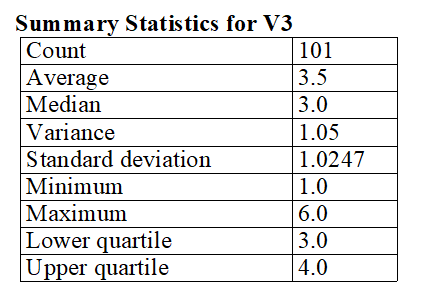 Summary Statistics for V3
Count 101
Average 3.5
Median 3.0
Variance 1.05
Standard deviation 1.0247
Minimum 1.0
Maximum 6.0
Lower quartile 3.0
Upper quartile 4.0